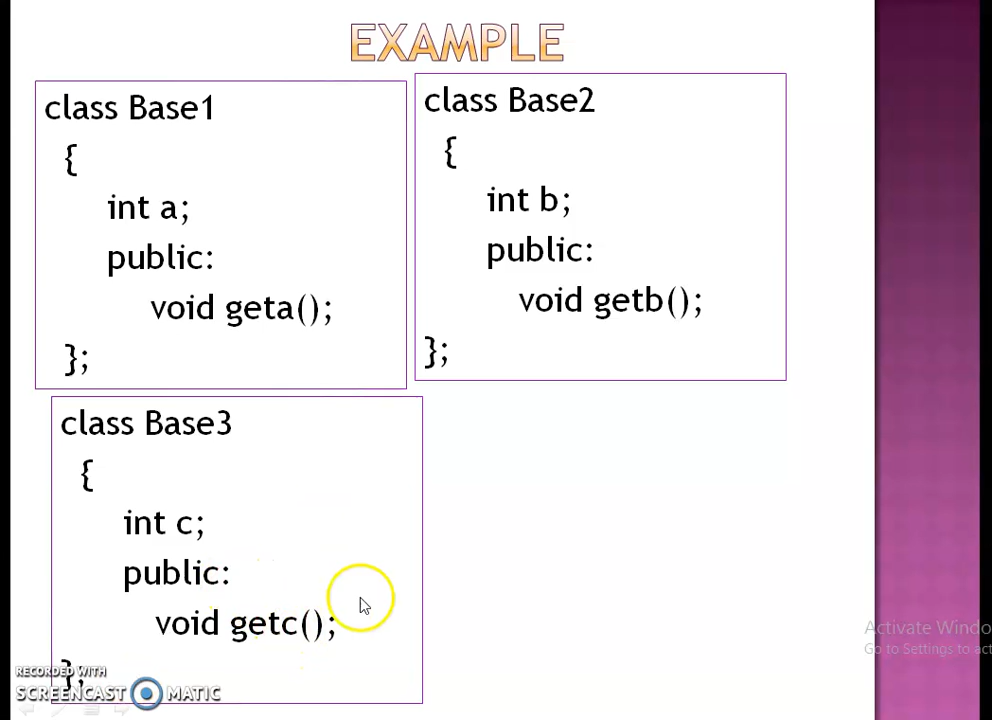 EXAMPLE
class Base1
{
int a;
public:
void geta();
};
class Base2
{
int b;
public:
void getb();
};
class Base3
{
int c;
public:
void getc();
};
RECORDED WITH
SCREENCAST MATIC
Activate Windo
Go to Settings to act